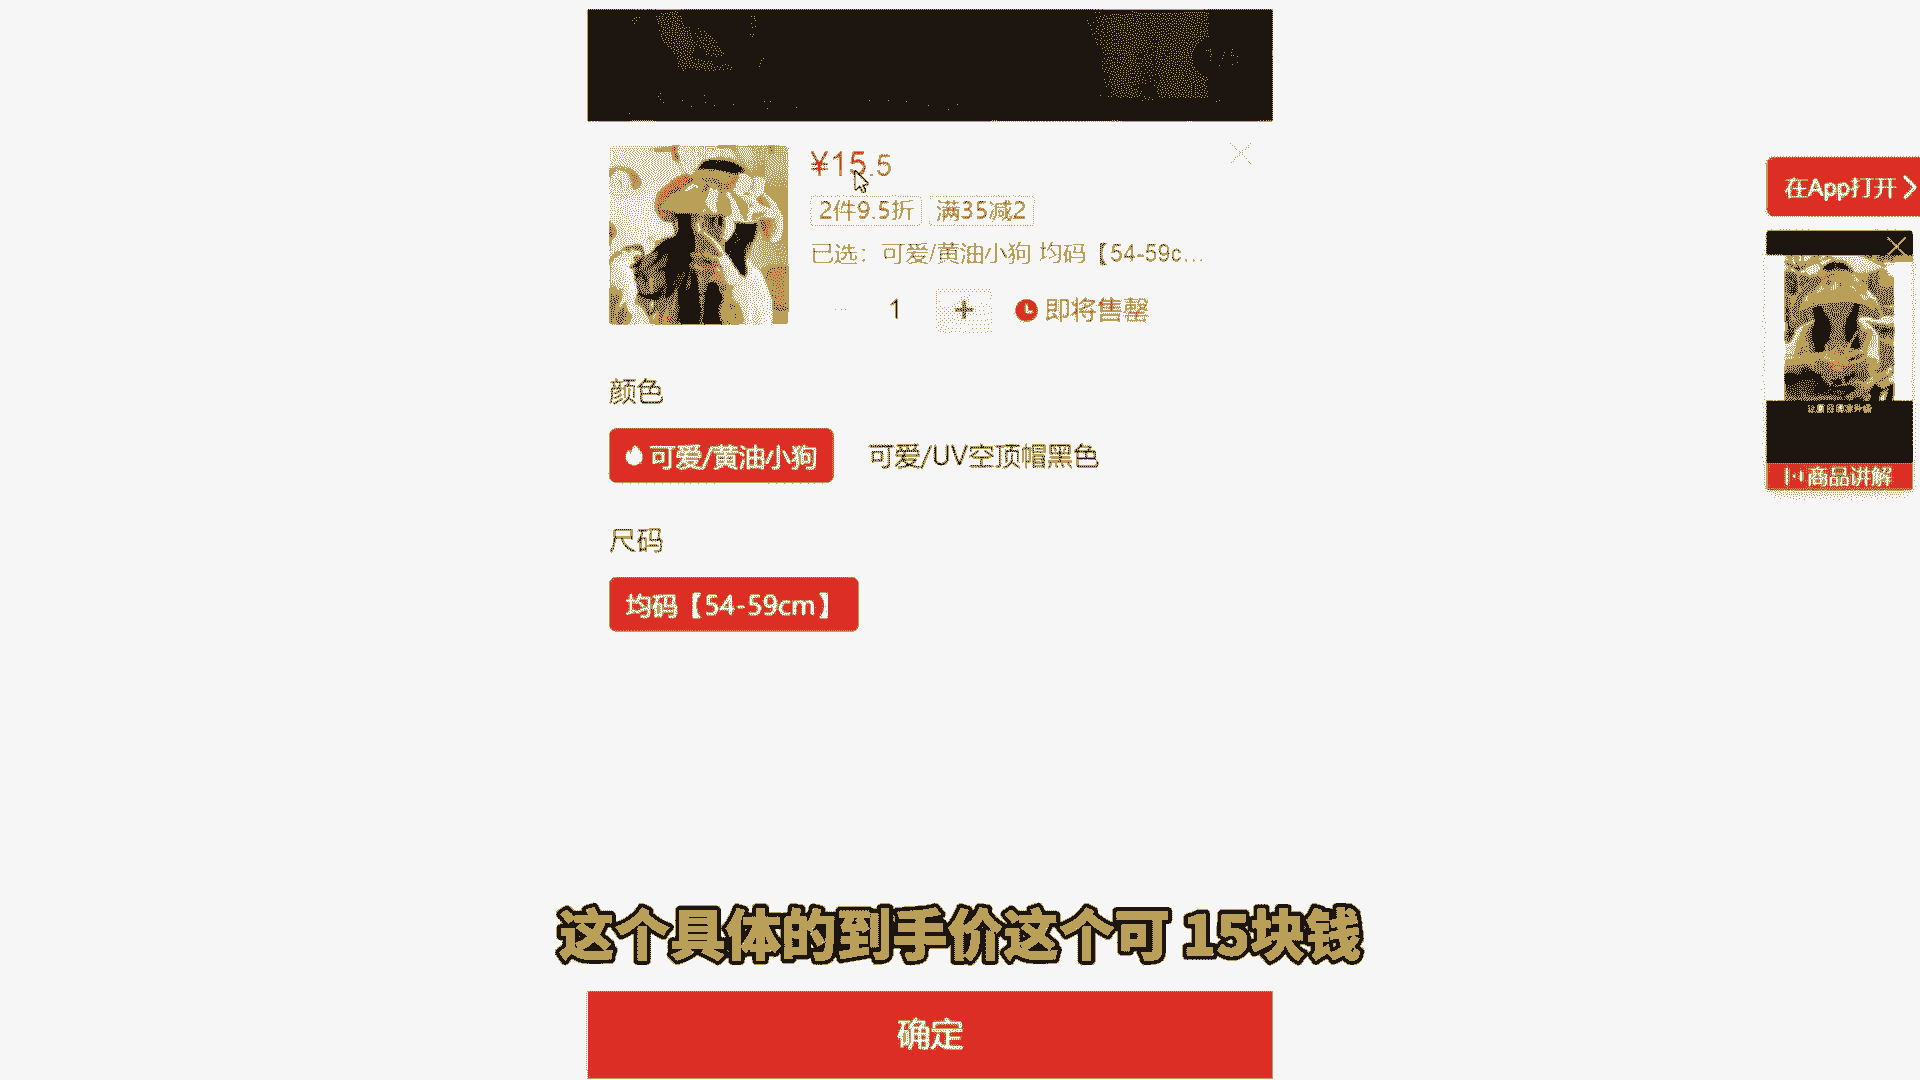 ¥15.5
2件9.5折 满35减2
已选：可爱/黄油小狗 均码【54-59c...
1 + 即将售罄
颜色
可爱/黄油小狗 可爱/UV空顶帽黑色
尺码
均码【54-59cm】
这个具体的到手价这个可 15块钱
确定
在App打开
商品讲解